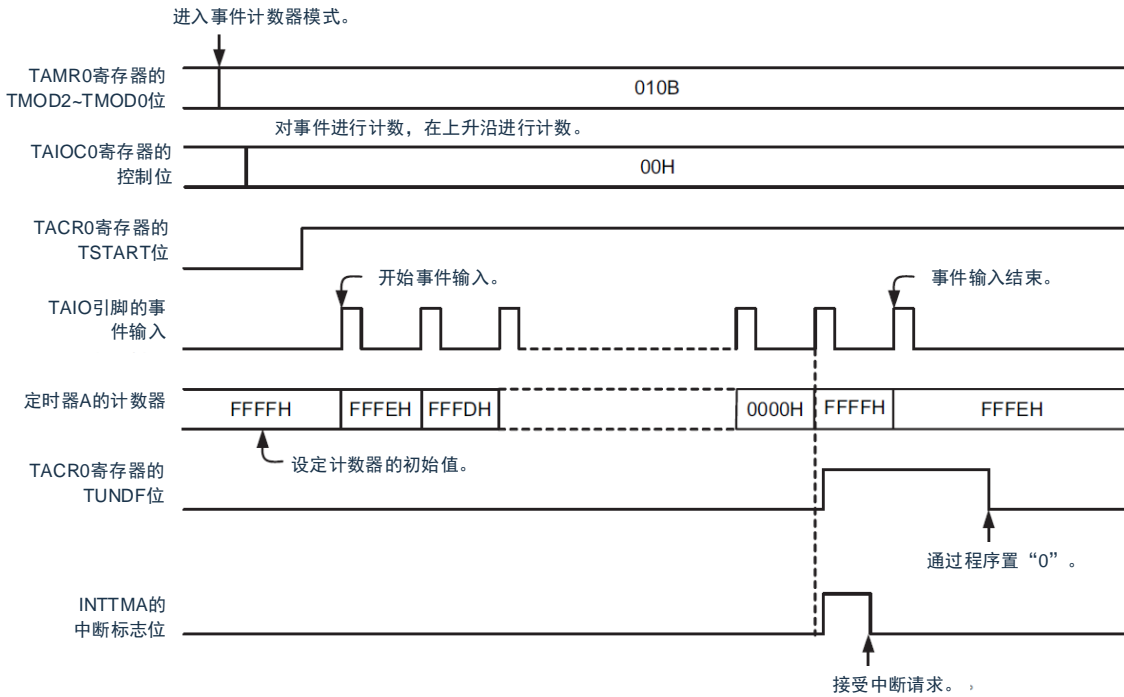 进入事件计数器模式。
TAMR0寄存器的
TMOD2~TMOD0位
010B
对事件进行计数，在上升沿进行计数。
TAIOC0寄存器的
控制位
00H
TACR0寄存器的
TSTART位
开始事件输入。
事件输入结束。
TAIO引脚的事
件输入
定时器A的计数器
FFFFH FFFEH FFFDH 0000H FFFFH FFFEH
设定计数器的初始值。
TACR0寄存器的
TUNDF位
通过程序置“0”。
INTTMA的
中断标志位
接受中断请求。